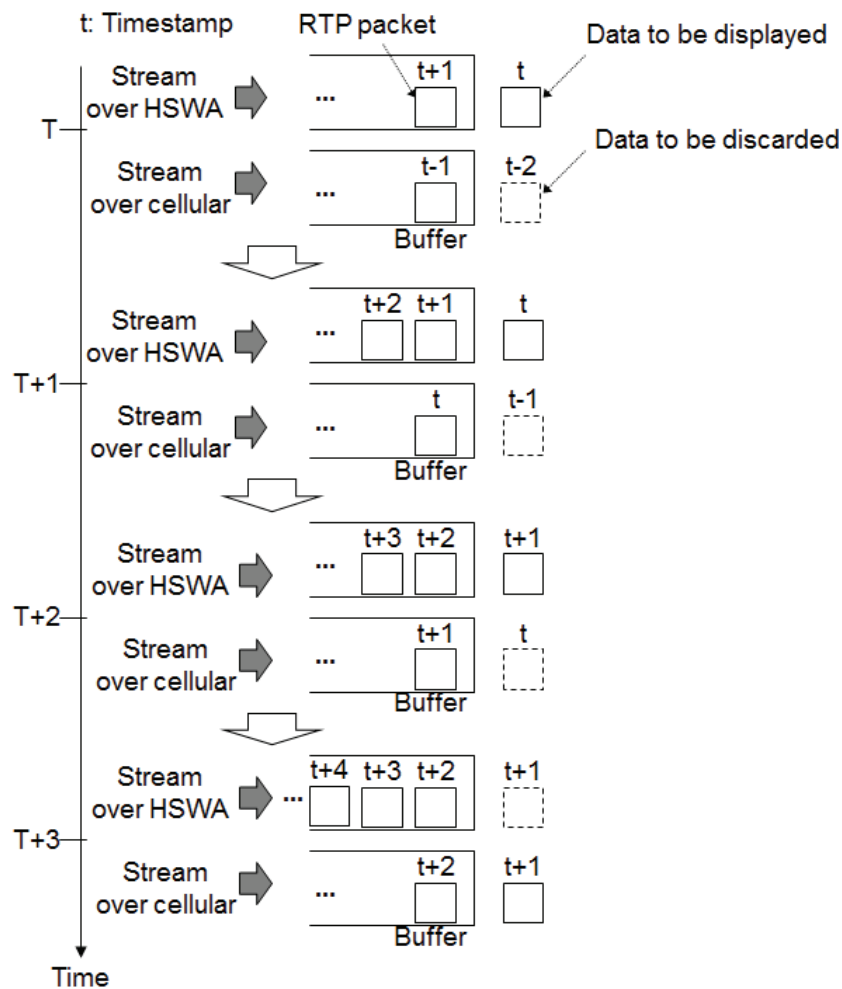 t: Timestamp
RTP packet
Data to be displayed
Stream
over HSWA
...
t+1
t
T
Data to be discarded
Stream
over cellular
...
t-1
t-2
Buffer
Stream
over HSWA
...
t+2
t+1
t
T+1
Stream
over cellular
...
t
t-1
Buffer
Stream
over HSWA
...
t+3
t+2
t+1
T+2
Stream
over cellular
...
t+1
t
Buffer
Stream
over HSWA
...
t+4
t+3
t+2
t+1
T+3
Stream
over cellular
...
t+2
t+1
Buffer
Time